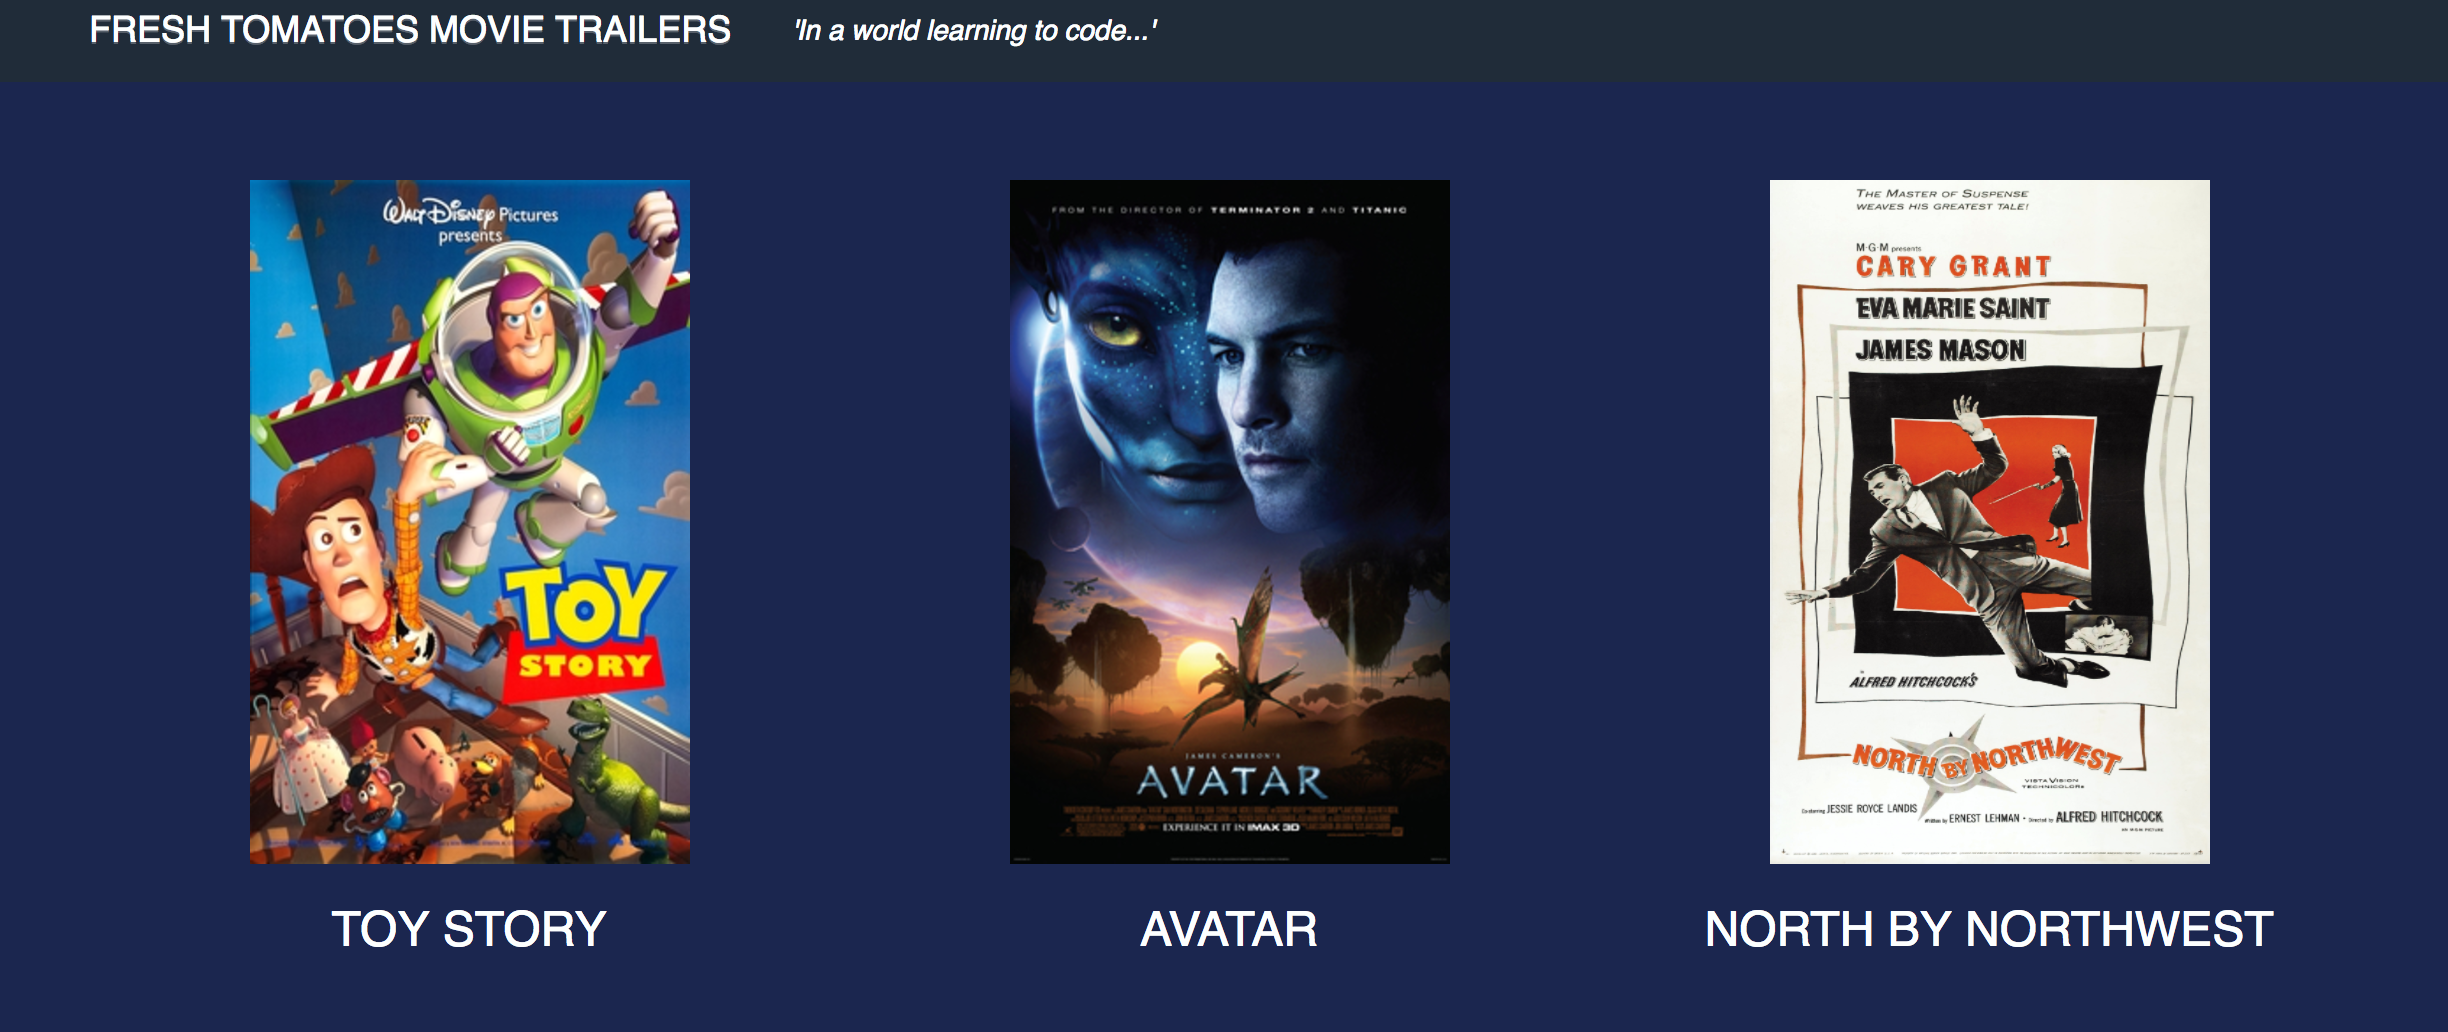 FRESH TOMATOES MOVIE TRAILERS
'In a world learning to code...'
WALT DISNEY Pictures
presents
TOY
STORY
TOY STORY
FROM THE DIRECTOR OF TERMINATOR 2 AND TITANIC
JAMES CAMERON'S
AVATAR
EXPERIENCE IT IN IMAX 3D
AVATAR
THE MASTER OF SUSPENSE
WEAVES HIS GREATEST TALE!
M-G-M presents
CARY GRANT
EVA MARIE SAINT
JAMES MASON
in
ALFRED HITCHCOCK'S
NORTH BY NORTHWEST
VISTAVISION
TECHNICOLOR®
Co-starring JESSIE ROYCE LANDIS
Written by ERNEST LEHMAN • Directed by ALFRED HITCHCOCK
AN M-G-M PICTURE
NORTH BY NORTHWEST